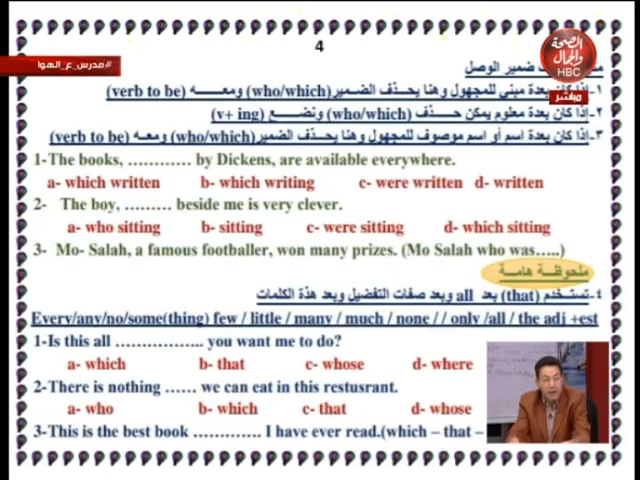 4
الصحة
والجمال
HBC
مباشر
#مدرس_ع_الهوا
ضمير الوصل
١-إذا كان بعدة مبني للمجهول وهنا يحذف الضمير(who/which) ومعه (verb to be)
٢-إذا كان بعدة معلوم يمكن حذف (who/which) ونضع (v+ ing)
٣-إذا كان بعدة اسم أو اسم موصوف للمجهول وهنا يحذف الضمير(who/which) ومعه (verb to be)
1-The books, ………… by Dickens, are available everywhere.
a- which written b- which writing c- were written d- written
2- The boy, ……… beside me is very clever.
a- who sitting b- sitting c- were sitting d- which sitting
3- Mo- Salah, a famous footballer, won many prizes. (Mo Salah who was…..)
ملحوظة هامة
٤-تستخدم (that) بعد all وبعد صفات التفضيل وبعد هذة الكلمات
Every/any/no/some(thing) few / little / many / much / none / / only /all / the adj +est
1-Is this all …………….. you want me to do?
a- which b- that c- whose d- where
2-There is nothing …… we can eat in this restusrant.
a- who b- which c- that d- whose
3-This is the best book ………… I have ever read.(which – that –